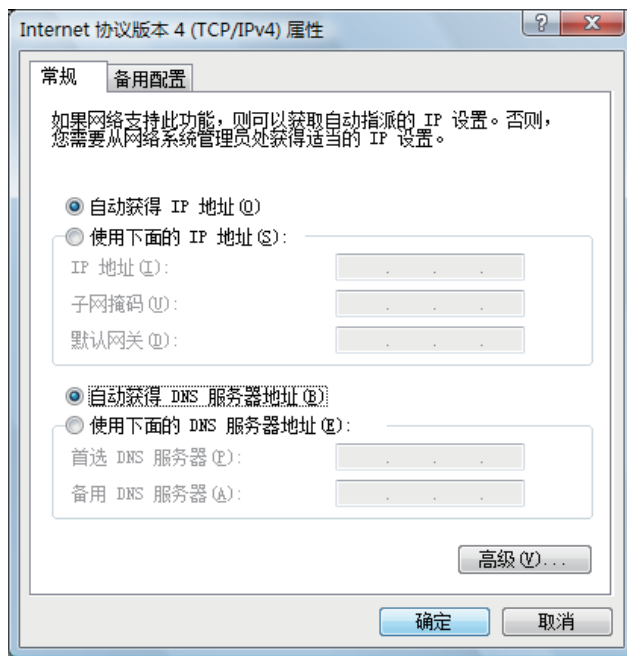 Internet 协议版本 4 (TCP/IPv4) 属性
?
x
常规
备用配置
如果网络支持此功能，则可以获取自动指派的 IP 设置。否则，
您需要从网络系统管理员处获得适当的 IP 设置。
自动获得 IP 地址(O)
使用下面的 IP 地址(S):
IP 地址(I):
. . .
子网掩码(U):
. . .
默认网关(D):
. . .
自动获得 DNS 服务器地址(B)
使用下面的 DNS 服务器地址(E):
首选 DNS 服务器(P):
. . .
备用 DNS 服务器(A):
. . .
高级(V)...
确定
取消